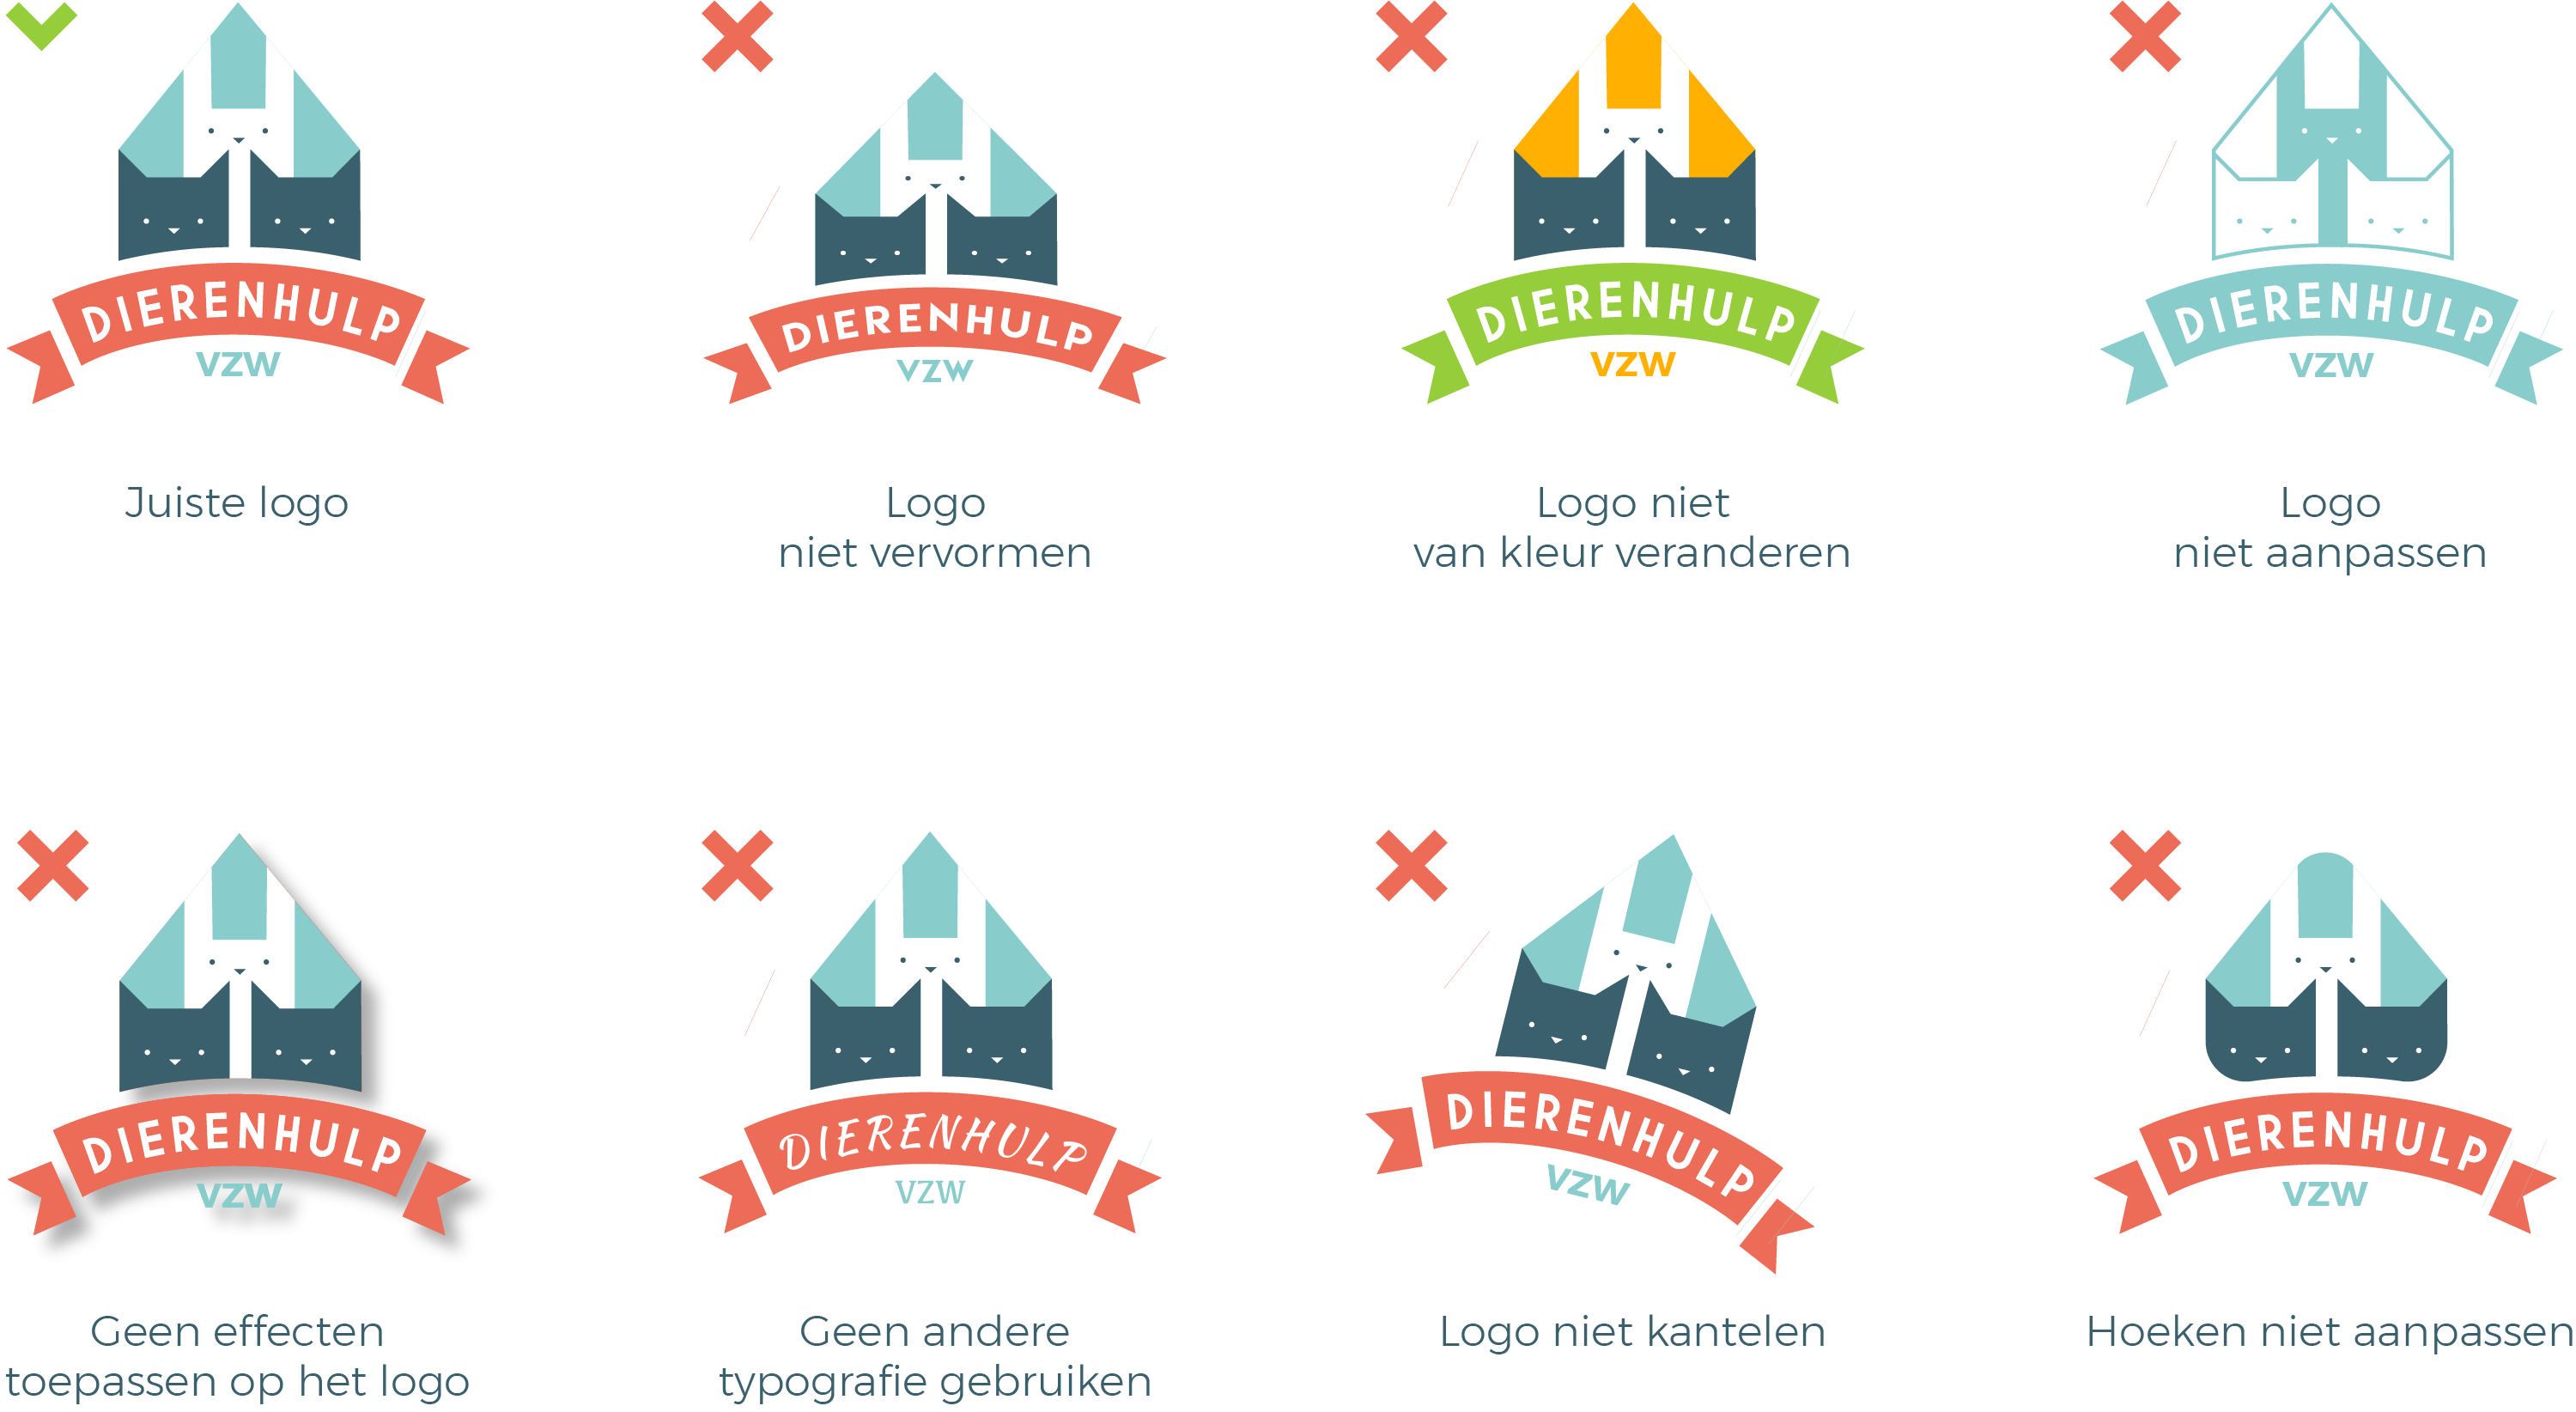 DIERENHULP
VZW
Juiste logo
DIERENHULP
VZW
Logo
niet vervormen
DIERENHULP
VZW
Logo niet
van kleur veranderen
DIERENHULP
VZW
Logo
niet aanpassen
DIERENHULP
VZW
Geen effecten
toepassen op het logo
DIERENHULP
VZW
Geen andere
typografie gebruiken
DIERENHULP
VZW
Logo niet kantelen
DIERENHULP
VZW
Hoeken niet aanpassen